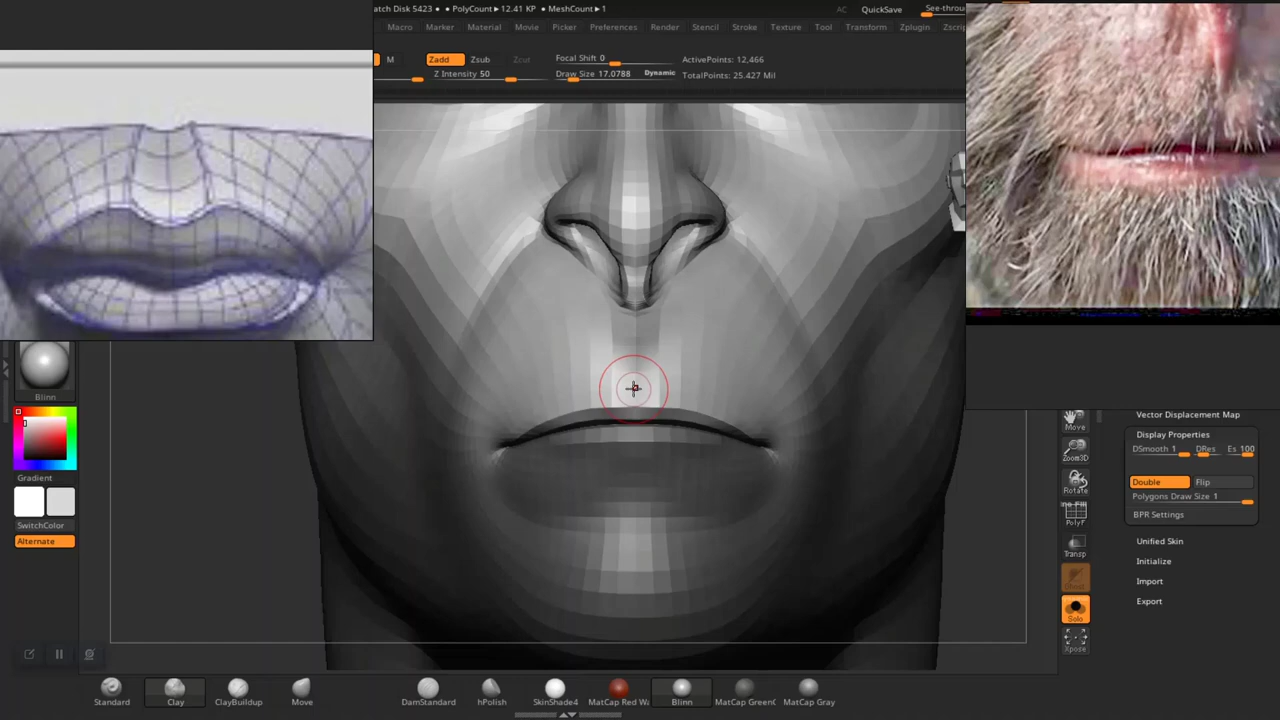 atch Disk 5423 ● ● PolyCount▸12.41 KP ● MeshCount▸1
AC QuickSave See-throu
Macro Marker Material Movie Picker Preferences Render Stencil Stroke Texture Tool Transform Zplugin Zscrip
M Zadd Zsub Zcut Focal Shift 0 ActivePoints: 12,466
Z Intensity 50 Draw Size 17.0788 Dynamic TotalPoints: 25.427 Mil
Blinn
Gradient
SwitchColor
Alternate
Move
Zoom3D
Rotate
PolyF
Transp
Solo
Xpose
Vector Displacement Map
Display Properties
DSmooth 1 DRes Es 100
Double Flip
Polygons Draw Size 1
BPR Settings
Unified Skin
Initialize
Import
Export
Standard Clay ClayBuildup Move DamStandard hPolish SkinShade4 MatCap Red Wa Blinn MatCap GreenC MatCap Gray